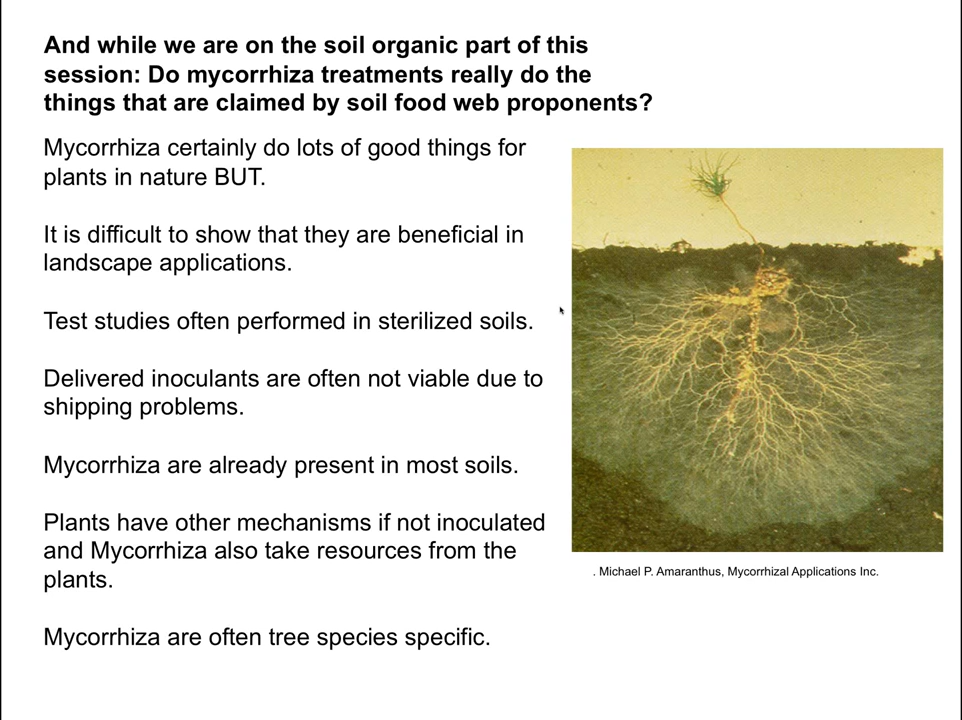 And while we are on the soil organic part of this
session: Do mycorrhiza treatments really do the
things that are claimed by soil food web proponents?
Mycorrhiza certainly do lots of good things for
plants in nature BUT.
It is difficult to show that they are beneficial in
landscape applications.
Test studies often performed in sterilized soils.
Delivered inoculants are often not viable due to
shipping problems.
Mycorrhiza are already present in most soils.
Plants have other mechanisms if not inoculated
and Mycorrhiza also take resources from the
plants.
Mycorrhiza are often tree species specific.
. Michael P. Amaranthus, Mycorrhizal Applications Inc.